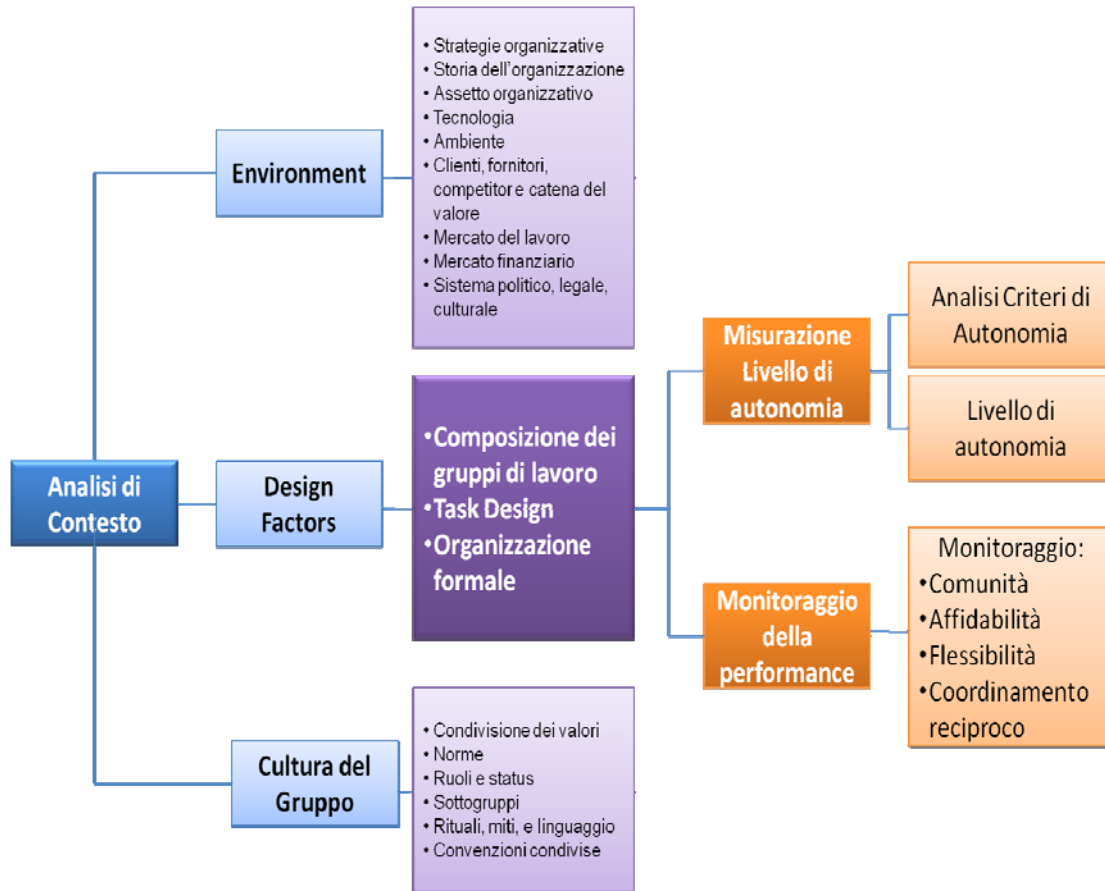 Analisi di
Contesto
Environment
• Strategie organizzative
• Storia dell'organizzazione
• Assetto organizzativo
• Tecnologia
• Ambiente
• Clienti, fornitori,
competitor e catena del
valore
• Mercato del lavoro
• Mercato finanziario
• Sistema politico, legale,
culturale
Design
Factors
•Composizione dei
gruppi di lavoro
•Task Design
•Organizzazione
formale
Misurazione
Livello di
autonomia
Analisi Criteri di
Autonomia
Livello di
autonomia
Monitoraggio
della
performance
Monitoraggio:
•Comunità
•Affidabilità
•Flessibilità
•Coordinamento
reciproco
Cultura del
Gruppo
• Condivisione dei valori
• Norme
• Ruoli e status
• Sottogruppi
• Rituali, miti, e linguaggio
• Convenzioni condivise